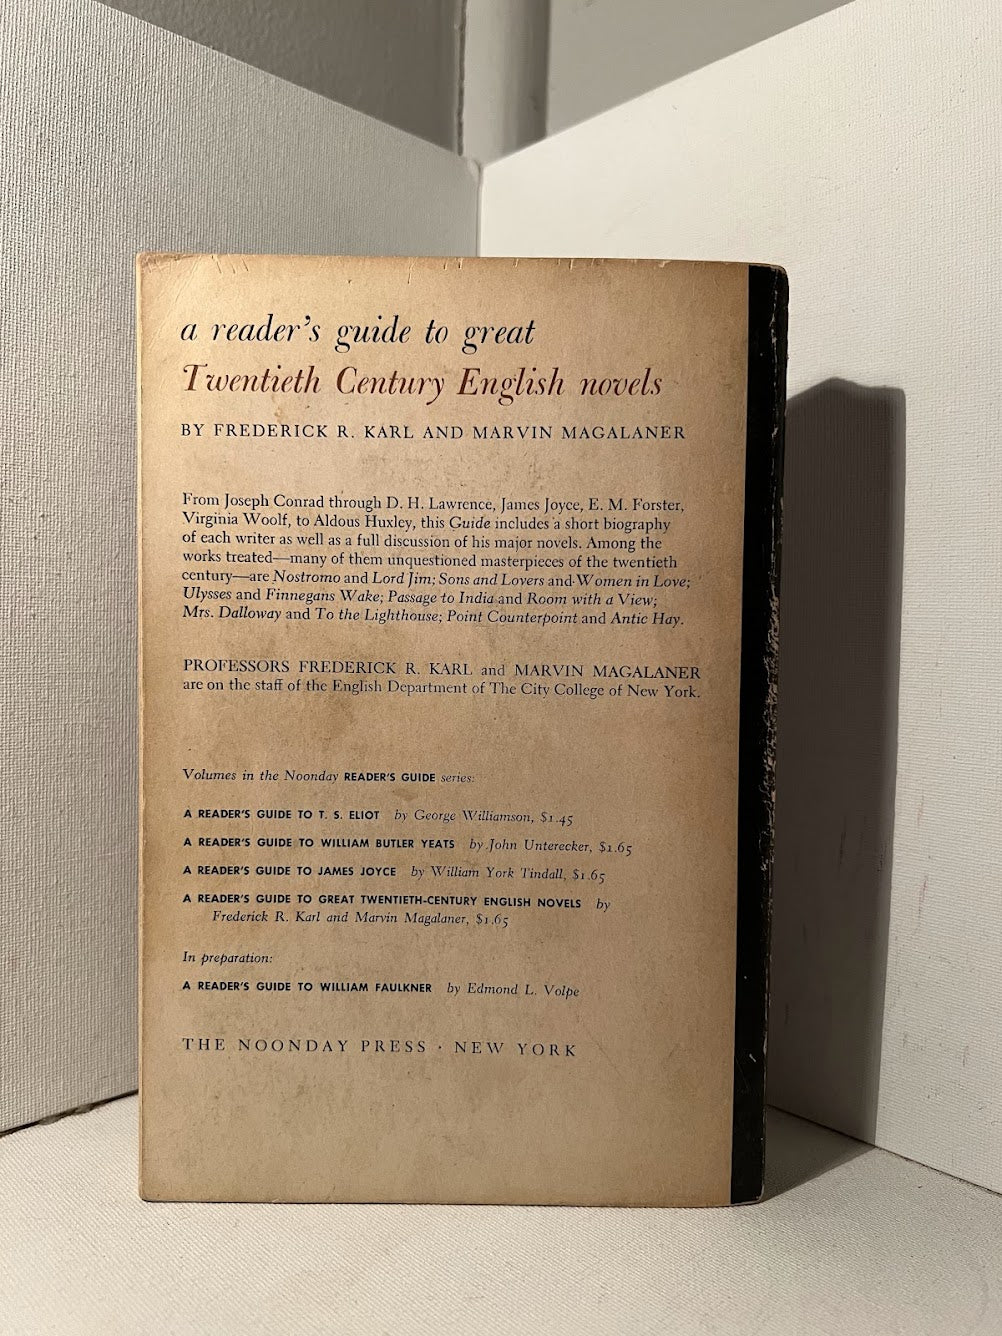 a reader's guide to great
Twentieth Century English novels
BY FREDERICK R. KARL AND MARVIN MAGALANER
From Joseph Conrad through D. H. Lawrence, James Joyce, E. M. Forster,
Virginia Woolf, to Aldous Huxley, this Guide includes a short biography
of each writer as well as a full discussion of his major novels. Among the
works treated—many of them unquestioned masterpieces of the twentieth
century—are Nostromo and Lord Jim; Sons and Lovers and Women in Love;
Ulysses and Finnegans Wake; Passage to India and Room with a View;
Mrs. Dalloway and To the Lighthouse; Point Counterpoint and Antic Hay.
PROFESSORS FREDERICK R. KARL and MARVIN MAGALANER
are on the staff of the English Department of The City College of New York.
Volumes in the Noonday READER'S GUIDE series:
A READER'S GUIDE TO T. S. ELIOT by George Williamson, $1.45
A READER'S GUIDE TO WILLIAM BUTLER YEATS by John Unterecker, $1.65
A READER'S GUIDE TO JAMES JOYCE by William York Tindall, $1.65
A READER'S GUIDE TO GREAT TWENTIETH-CENTURY ENGLISH NOVELS by
Frederick R. Karl and Marvin Magalaner, $1.65
In preparation:
A READER'S GUIDE TO WILLIAM FAULKNER by Edmond L. Volpe
THE NOONDAY PRESS · NEW YORK